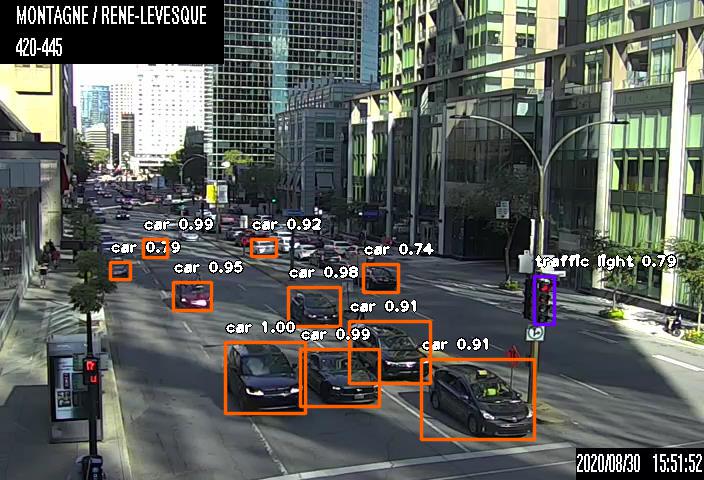 MONTAGNE / RENE-LEVESQUE
420-445
car 0.99
car 0.92
car 0.79
car 0.74
traffic light 0.79
car 0.95
car 0.98
car 0.91
car 1.00
car 0.99
car 0.91
2020/08/30 15:51:52